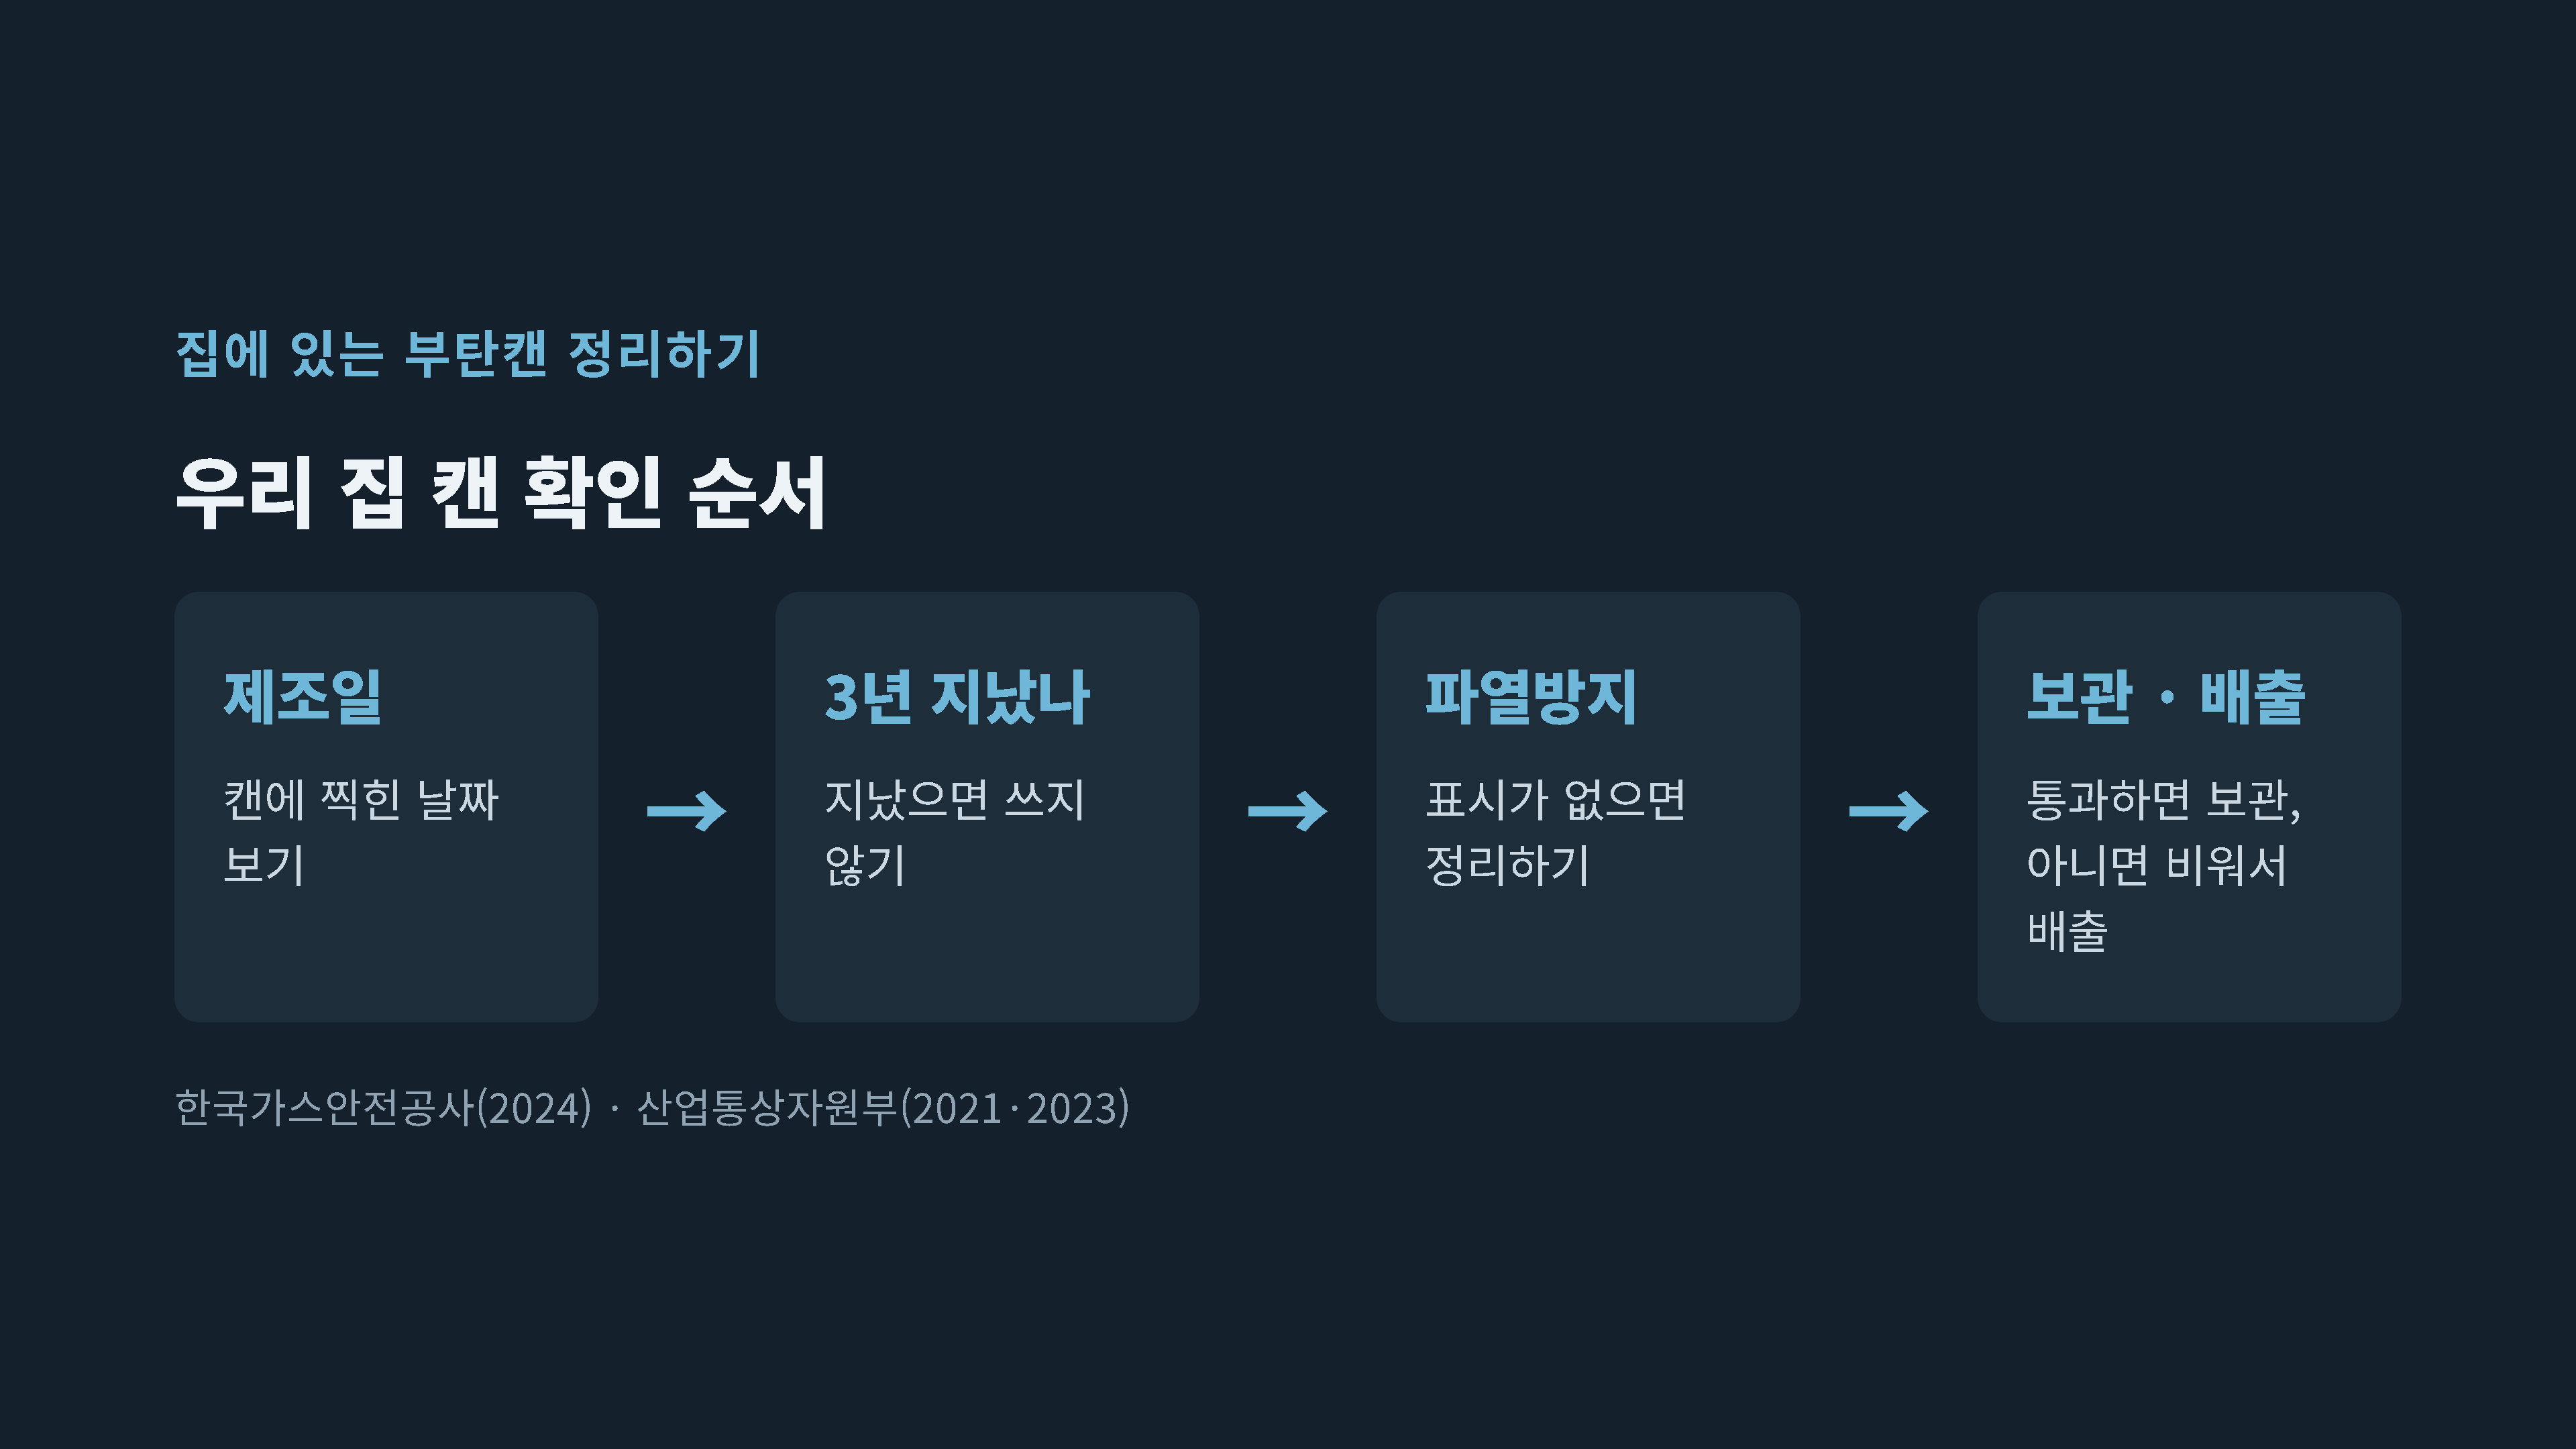 집에 있는 부탄캔 정리하기
우리 집 캔 확인 순서
제조일
캔에 찍힌 날짜
보기
→
3년 지났나
지났으면 쓰지
않기
→
파열방지
표시가 없으면
정리하기
→
보관 · 배출
통과하면 보관,
아니면 비워서
배출
한국가스안전공사(2024) · 산업통상자원부(2021·2023)